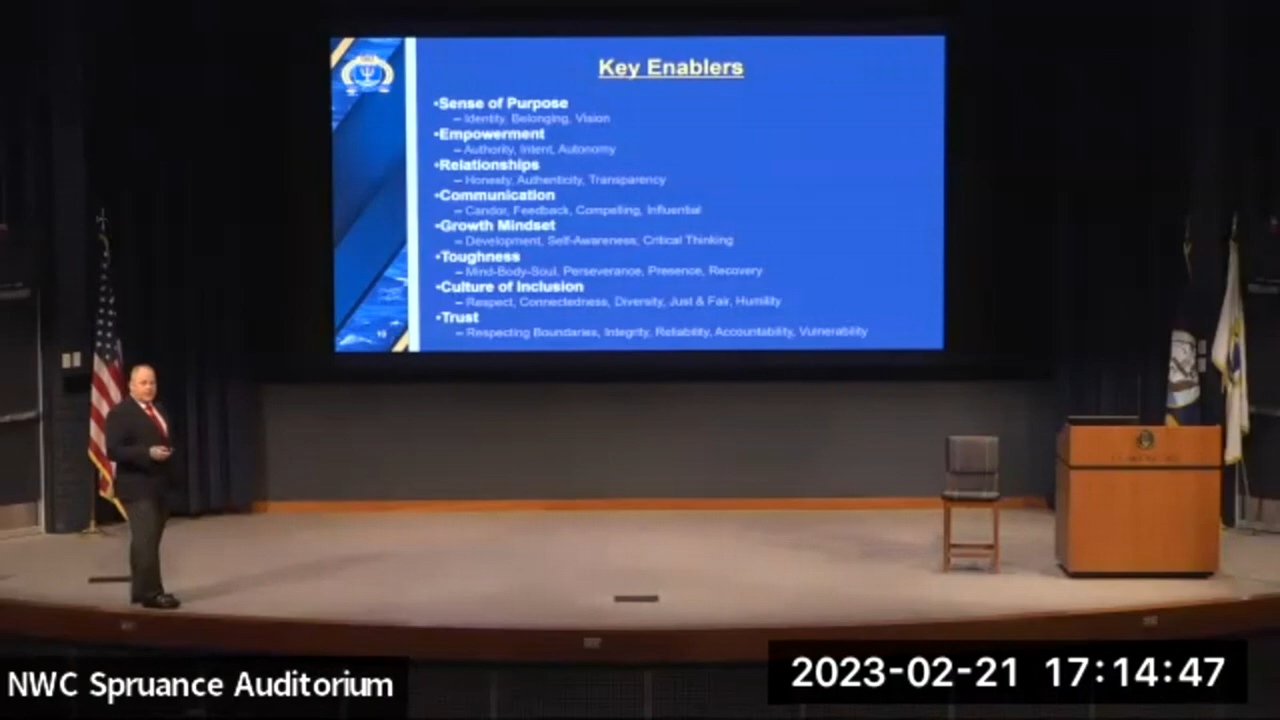 Key Enablers
•Sense of Purpose
– Identity, Belonging, Vision
•Empowerment
– Authority, Intent, Autonomy
•Relationships
– Honesty, Authenticity, Transparency
•Communication
– Candor, Feedback, Compelling, Influential
•Growth Mindset
– Development, Self-Awareness, Critical Thinking
•Toughness
– Mind-Body-Soul, Perseverance, Presence, Recovery
•Culture of Inclusion
– Respect, Connectedness, Diversity, Just & Fair, Humility
•Trust
– Respecting Boundaries, Integrity, Reliability, Accountability, Vulnerability
NWC Spruance Auditorium
2023-02-21 17:14:47